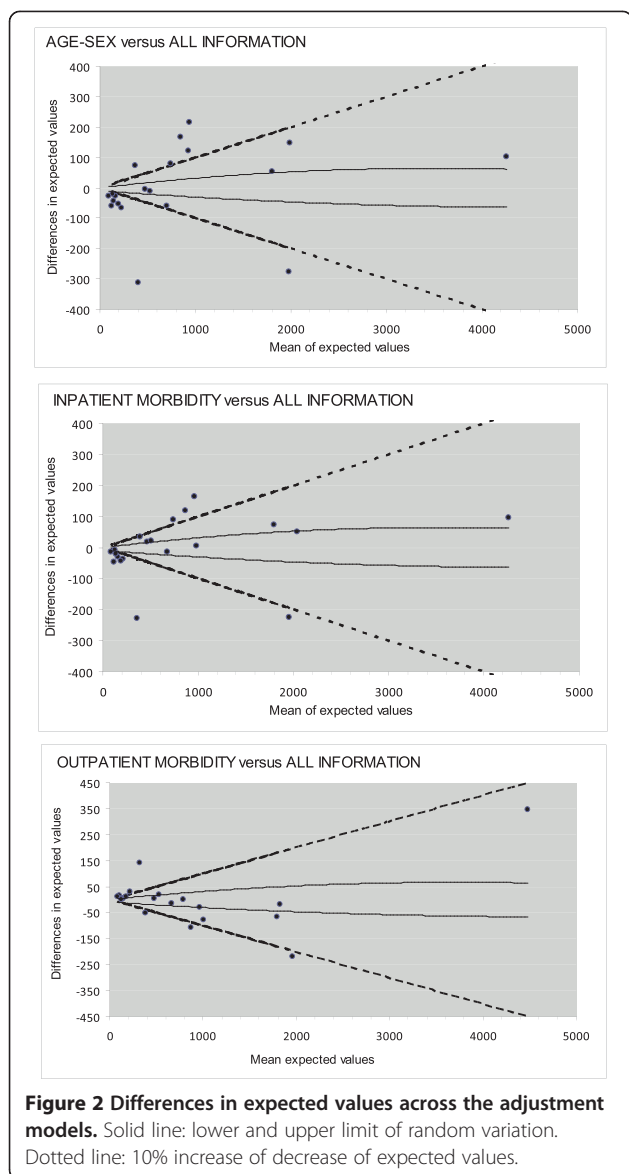 AGE-SEX versus ALL INFORMATION
400
300
200
100
0
-100
-200
-300
-400
Differences in expected values
0 1000 2000 3000 4000 5000
Mean of expected values
INPATIENT MORBIDITY versus ALL INFORMATION
400
300
200
100
0
-100
-200
-300
-400
Differences in expected values
0 1000 2000 3000 4000 5000
Mean of expected values
OUTPATIENT MORBIDITY versus ALL INFORMATION
450
350
250
150
50
-50
-150
-250
-350
-450
Differences in expected values
0 1000 2000 3000 4000 5000
Mean expected values
Figure 2 Differences in expected values across the adjustment
models. Solid line: lower and upper limit of random variation.
Dotted line: 10% increase of decrease of expected values.